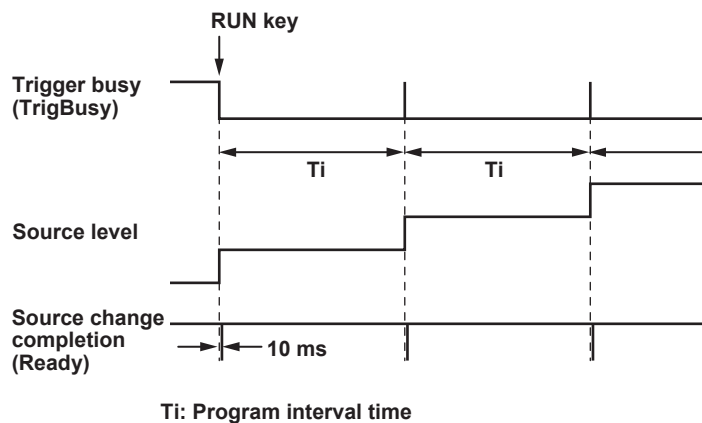 RUN key
Trigger busy
(TrigBusy)
Ti
Ti
Source level
Source change
completion
(Ready)
10 ms
Ti: Program interval time